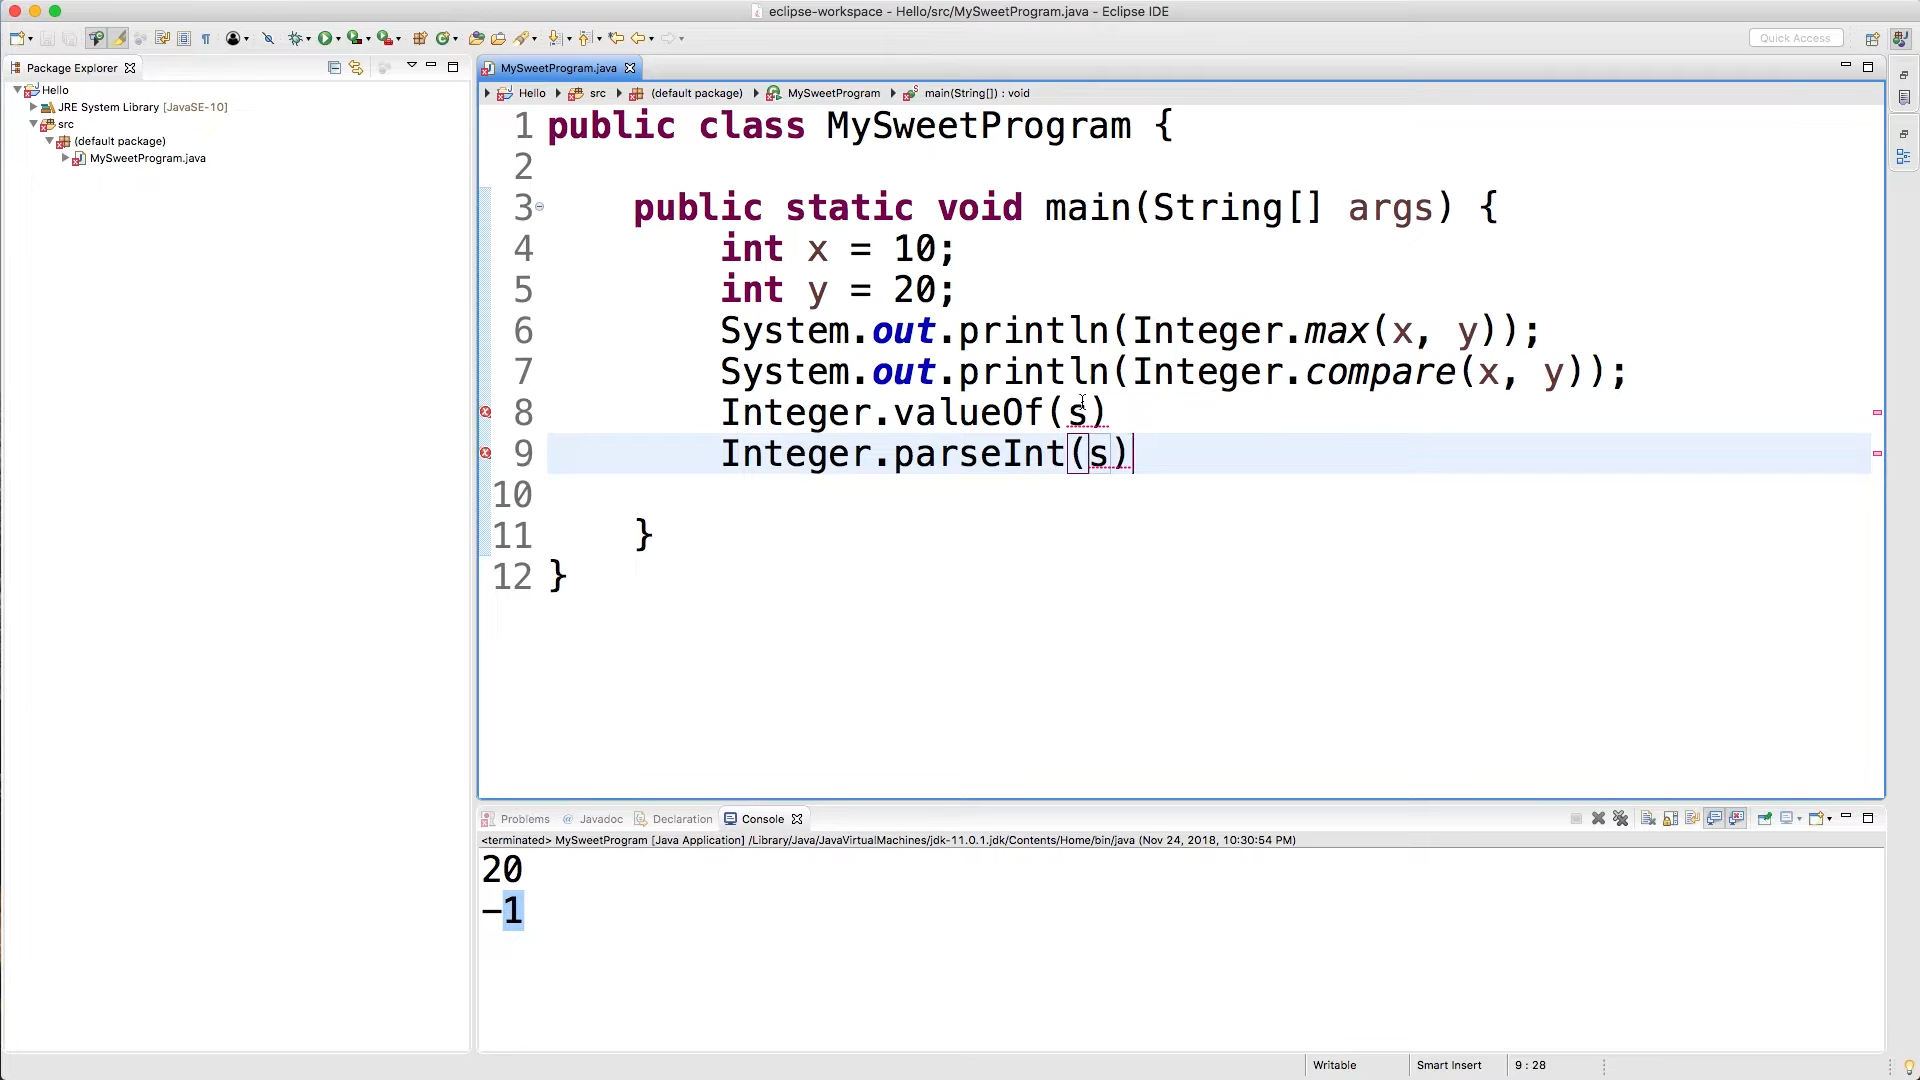 eclipse-workspace - Hello/src/MySweetProgram.java - Eclipse IDE
Quick Access
Package Explorer
MySweetProgram.java
Hello
JRE System Library [JavaSE-10]
src
(default package)
MySweetProgram.java
Hello src (default package) MySweetProgram main(String[]) : void
1 public class MySweetProgram {
2
3 public static void main(String[] args) {
4 int x = 10;
5 int y = 20;
6 System.out.println(Integer.max(x, y));
7 System.out.println(Integer.compare(x, y));
8 Integer.valueOf(s)
9 Integer.parseInt(s)
10
11 }
12 }
Problems @ Javadoc Declaration Console
<terminated> MySweetProgram [Java Application] /Library/Java/JavaVirtualMachines/jdk-11.0.1.jdk/Contents/Home/bin/java (Nov 24, 2018, 10:30:54 PM)
20
-1
Writable Smart Insert 9 : 28